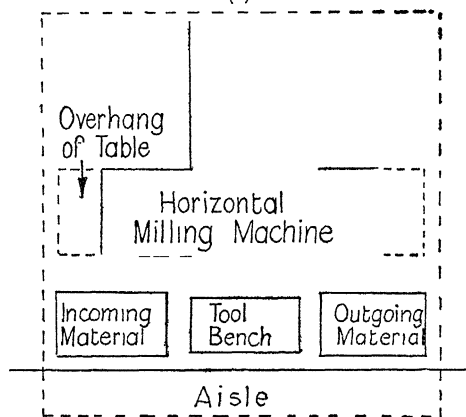 Overhang
of Table
Horizontal
Milling Machine
Incoming
Material
Tool
Bench
Outgoing
Material
Aisle